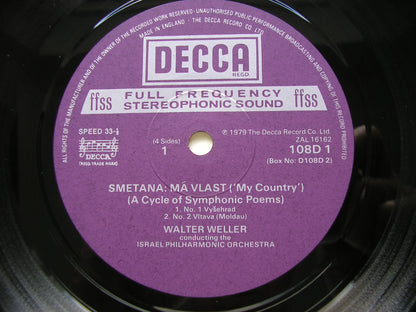 ALL RIGHTS OF THE MANUFACTURER AND OF THE OWNER OF THE RECORDED WORK RESERVED · UNAUTHORISED PUBLIC PERFORMANCE BROADCASTING AND COPYING OF THIS RECORD PROHIBITED
MADE IN ENGLAND · THE DECCA RECORD CO LTD
DECCA
REGD
ffss FULL FREQUENCY ffss
STEREOPHONIC SOUND
SPEED 33⅓
(4 Sides)
1
℗ 1979 The Decca Record Co. Ltd.
ZAL 16162
108D 1
(Box No: D108D 2)
DECCA
(REGD. TRADE MARK)
SMETANA: MÁ VLAST ('My Country')
(A Cycle of Symphonic Poems)
1. No. 1 Vyšehrad
2. No. 2 Vltava (Moldau)
WALTER WELLER
conducting the
ISRAEL PHILHARMONIC ORCHESTRA